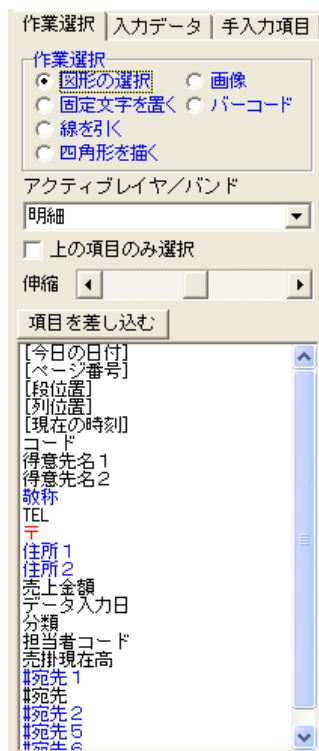 作業選択 入力データ 手入力項目
作業選択
図形の選択 画像
固定文字を置く バーコード
線を引く
四角形を描く
アクティブレイヤ／バンド
明細
上の項目のみ選択
伸縮
項目を差し込む
[今日の日付]
[ページ番号]
[段位置]
[列位置]
[現在の時刻]
コード
得意先名１
得意先名２
敬称
TEL
〒
住所１
住所２
売上金額
データ入力日
分類
担当者コード
売掛現在高
#宛先１
#宛先
#宛先２
#宛先５
#宛先６